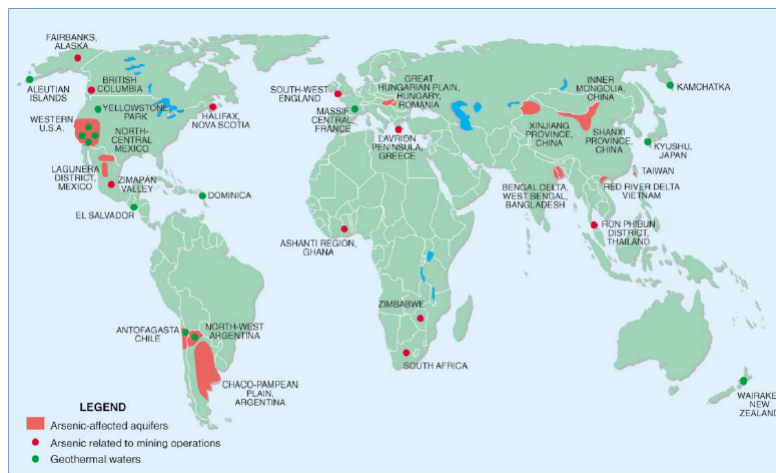 FAIRBANKS,
ALASKA
ALEUTIAN
ISLANDS
BRITISH
COLUMBIA
YELLOWSTONE
PARK
HALIFAX,
NOVA SCOTIA
WESTERN
U.S.A.
NORTH-
CENTRAL
MEXICO
LAGUNERA
DISTRICT,
MEXICO
ZIMAPÁN
VALLEY
EL SALVADOR
DOMINICA
SOUTH-WEST
ENGLAND
MASSIF
CENTRAL,
FRANCE
GREAT
HUNGARIAN PLAIN,
HUNGARY,
ROMANIA
LAVRION
PENINSULA,
GREECE
INNER
MONGOLIA,
CHINA
KAMCHATKA
XINJIANG
PROVINCE,
CHINA
SHANXI
PROVINCE,
CHINA
KYUSHU,
JAPAN
TAIWAN
BENGAL DELTA,
WEST BENGAL,
BANGLADESH
RED RIVER DELTA
VIETNAM
RON PHIBUN
DISTRICT,
THAILAND
ASHANTI REGION,
GHANA
ZIMBABWE
SOUTH AFRICA
ANTOFAGASTA
CHILE
NORTH-WEST
ARGENTINA
CHACO-PAMPEAN
PLAIN,
ARGENTINA
WAIRAKEI
NEW
ZEALAND
LEGEND
Arsenic-affected aquifers
Arsenic related to mining operations
Geothermal waters